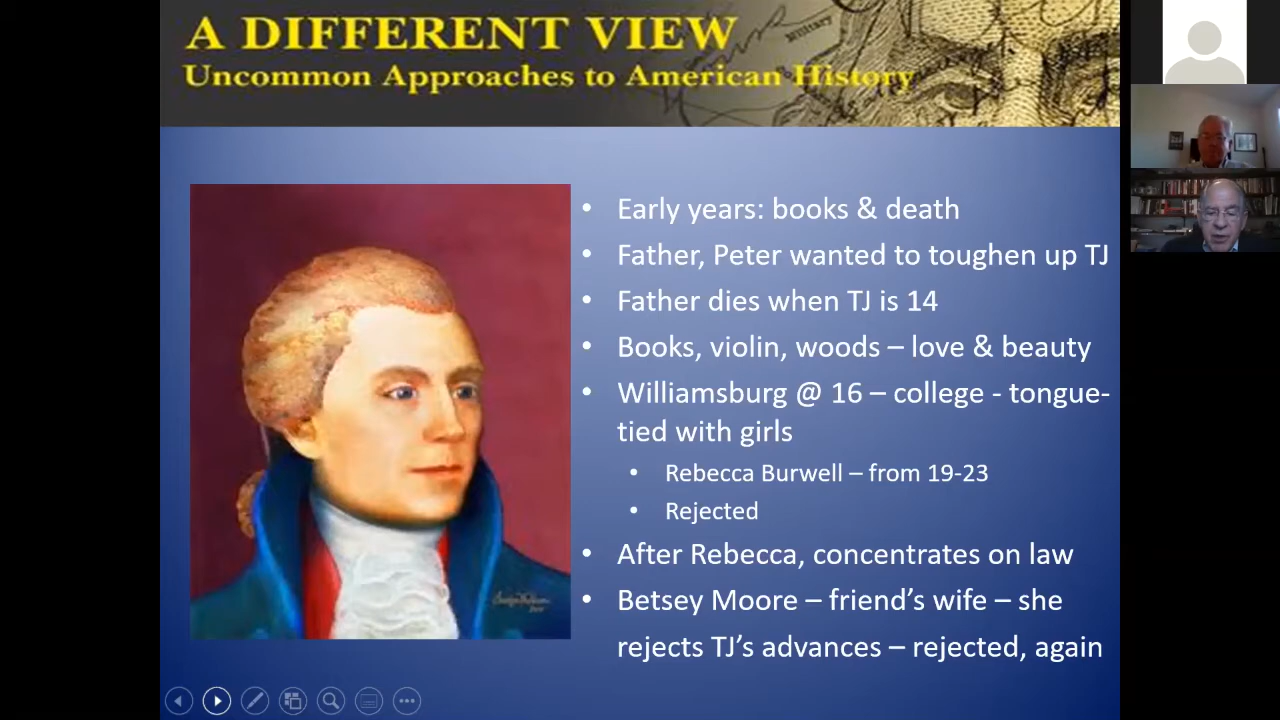 A DIFFERENT VIEW
Military
Uncommon Approaches to American History
• Early years: books & death
• Father, Peter wanted to toughen up TJ
• Father dies when TJ is 14
• Books, violin, woods – love & beauty
• Williamsburg @ 16 – college - tongue-
tied with girls
• Rebecca Burwell – from 19-23
• Rejected
• After Rebecca, concentrates on law
• Betsey Moore – friend’s wife – she
rejects TJ’s advances – rejected, again